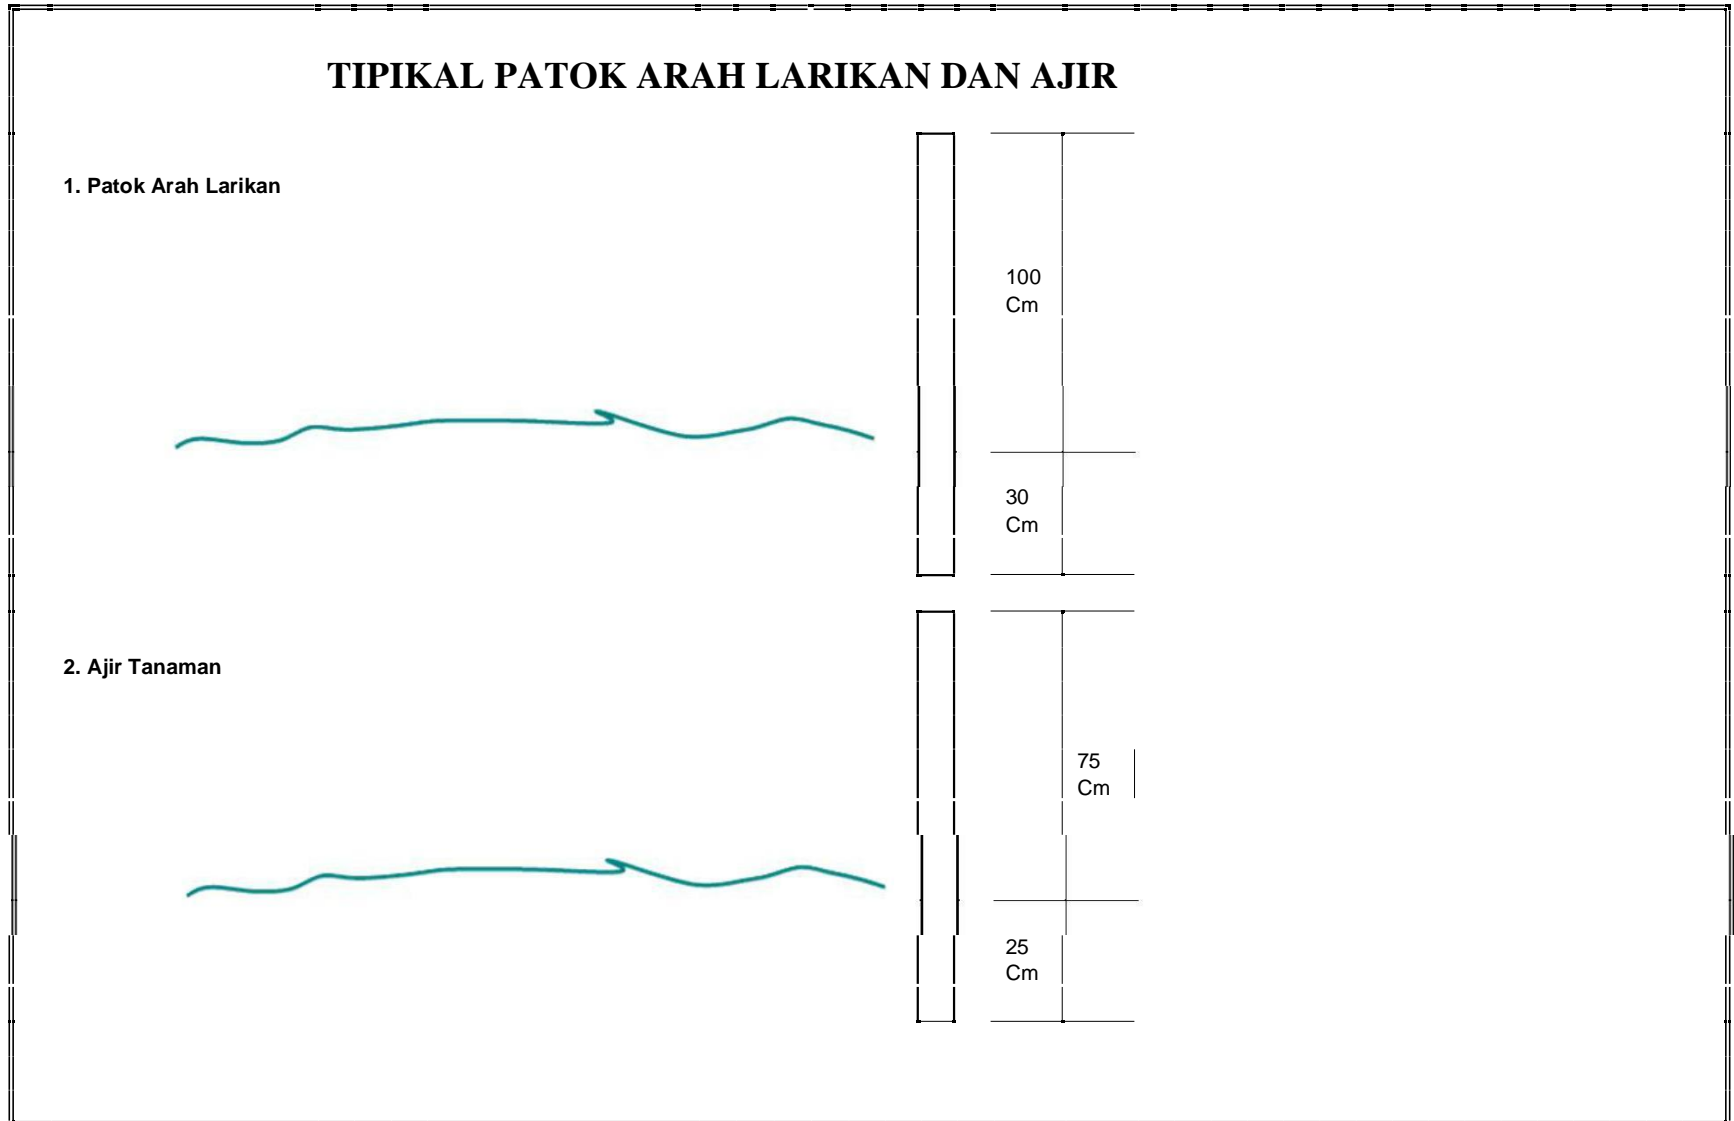 TIPIKAL PATOK ARAH LARIKAN DAN AJIR
1. Patok Arah Larikan
100
Cm
30
Cm
2. Ajir Tanaman
75
Cm
25
Cm